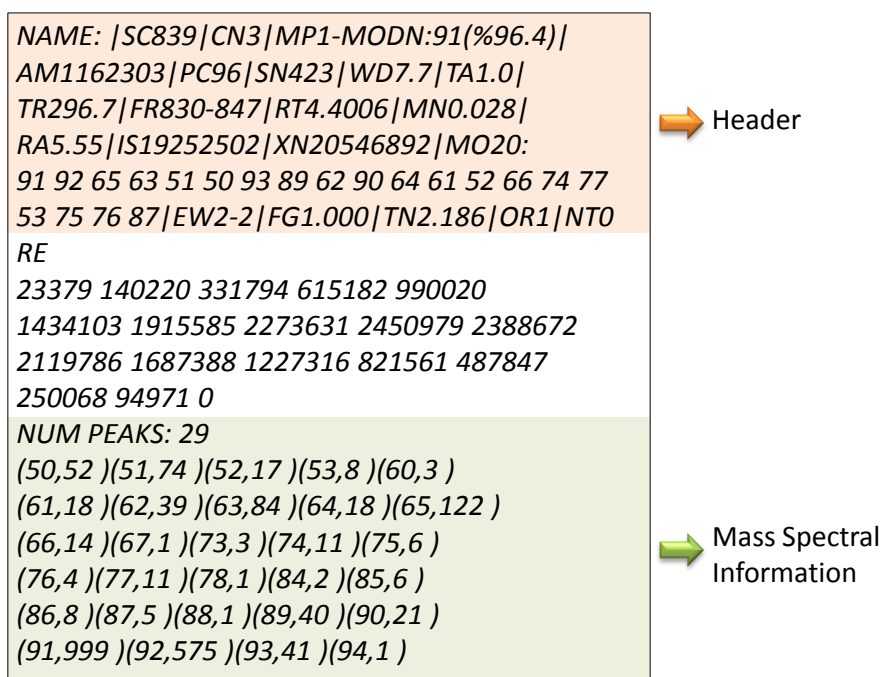 NAME: |SC839|CN3|MP1-MODN:91(%96.4)|
AM1162303|PC96|SN423|WD7.7|TA1.0|
TR296.7|FR830-847|RT4.4006|MN0.028|
RA5.55|IS19252502|XN20546892|MO20:
91 92 65 63 51 50 93 89 62 90 64 61 52 66 74 77
53 75 76 87|EW2-2|FG1.000|TN2.186|OR1|NT0
RE
23379 140220 331794 615182 990020
1434103 1915585 2273631 2450979 2388672
2119786 1687388 1227316 821561 487847
250068 94971 0
NUM PEAKS: 29
(50,52 )(51,74 )(52,17 )(53,8 )(60,3 )
(61,18 )(62,39 )(63,84 )(64,18 )(65,122 )
(66,14 )(67,1 )(73,3 )(74,11 )(75,6 )
(76,4 )(77,11 )(78,1 )(84,2 )(85,6 )
(86,8 )(87,5 )(88,1 )(89,40 )(90,21 )
(91,999 )(92,575 )(93,41 )(94,1 )
Header
Mass Spectral
Information